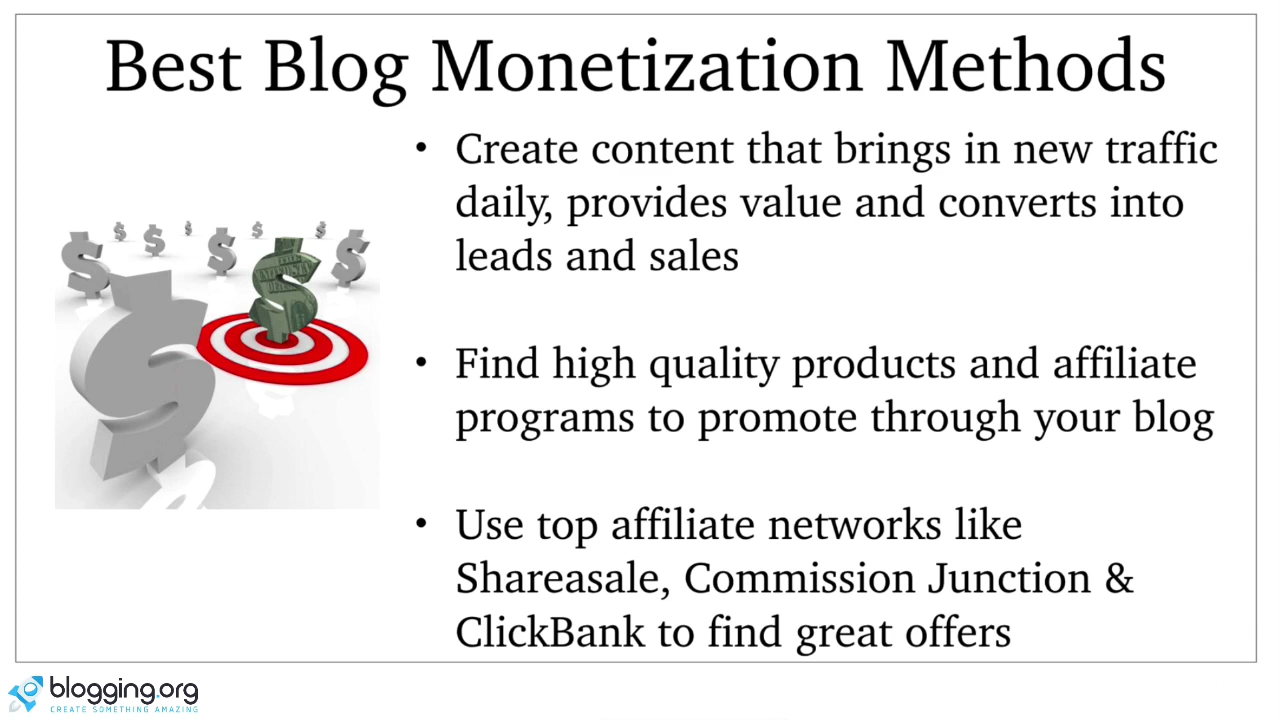 Best Blog Monetization Methods
• Create content that brings in new traffic
daily, provides value and converts into
leads and sales
• Find high quality products and affiliate
programs to promote through your blog
• Use top affiliate networks like
Shareasale, Commission Junction &
ClickBank to find great offers
blogging.org
CREATE SOMETHING AMAZING